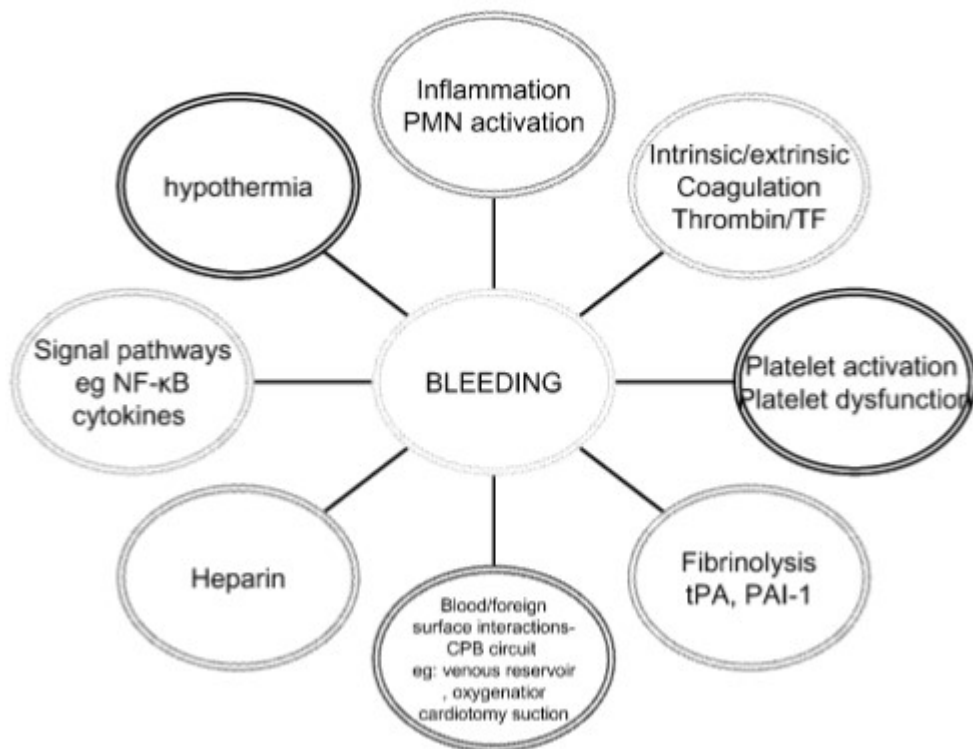 Inflammation
PMN activation
Intrinsic/extrinsic
Coagulation
Thrombin/TF
hypothermia
Signal pathways
eg NF-κB
cytokines
BLEEDING
Platelet activation
Platelet dysfunction
Heparin
Fibrinolysis
tPA, PAI-1
Blood/foreign
surface interactions-
CPB circuit
eg: venous reservoir
, oxygenatior
cardiotomy suction